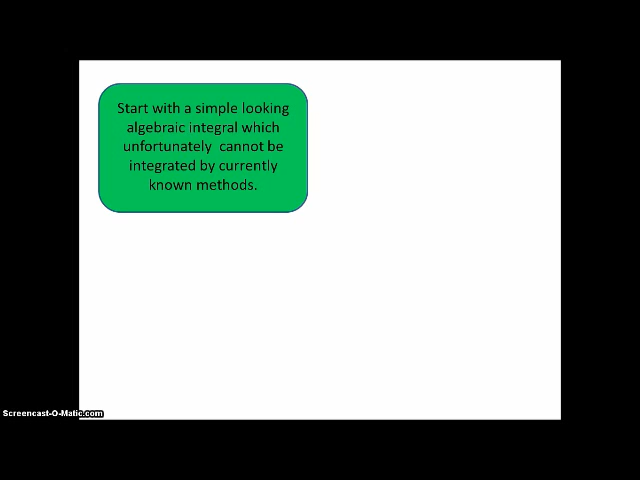 Start with a simple looking
algebraic integral which
unfortunately  cannot be
integrated by currently
known methods.
Screencast-O-Matic.com